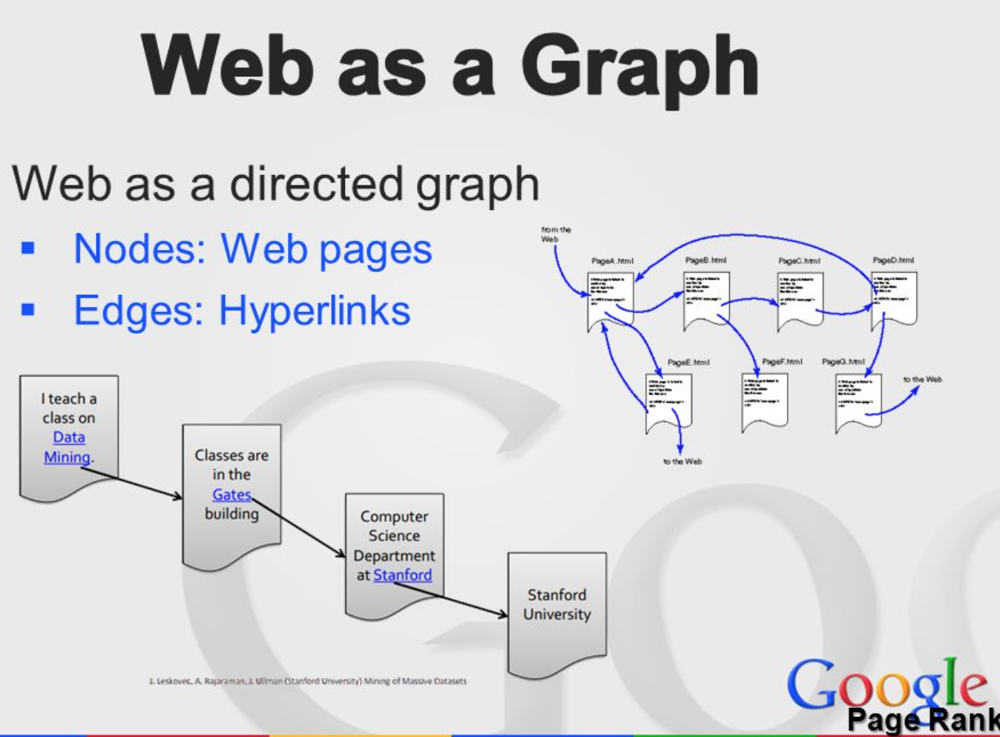 Web as a Graph
Web as a directed graph
Nodes: Web pages
Edges: Hyperlinks
from the
Web
PageA.html
PageB.html
PageC.html
PageD.html
PageE.html
PageF.html
PageG.html
to the Web
to the Web
I teach a
class on
Data
Mining.
Classes are
in the
Gates
building
Computer
Science
Department
at Stanford
Stanford
University
J. Leskovec, A. Rajaraman, J. Ullman (Stanford University) Mining of Massive Datasets
Google
Page Rank
Goo